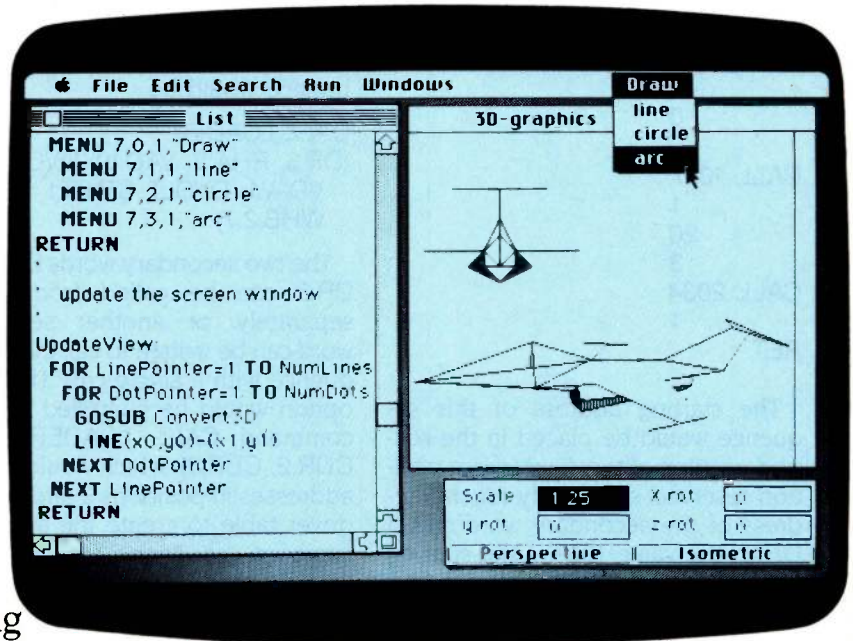 File Edit Search Run Windows Draw
line
circle
arc
List
MENU 7,0,1,"Draw"
MENU 7,1,1,"line"
MENU 7,2,1,"circle"
MENU 7,3,1,"arc"
RETURN
'
' update the screen window
'
UpdateView
FOR LinePointer=1 TO NumLines
FOR DotPointer=1 TO NumDots
GOSUB Convert3D
LINE(x0,y0)-(x1,y1)
NEXT DotPointer
NEXT LinePointer
RETURN
3D-graphics
Scale 1.25 X rot 0
y rot 0 z rot 0
Perspective Isometric
CALL 2034